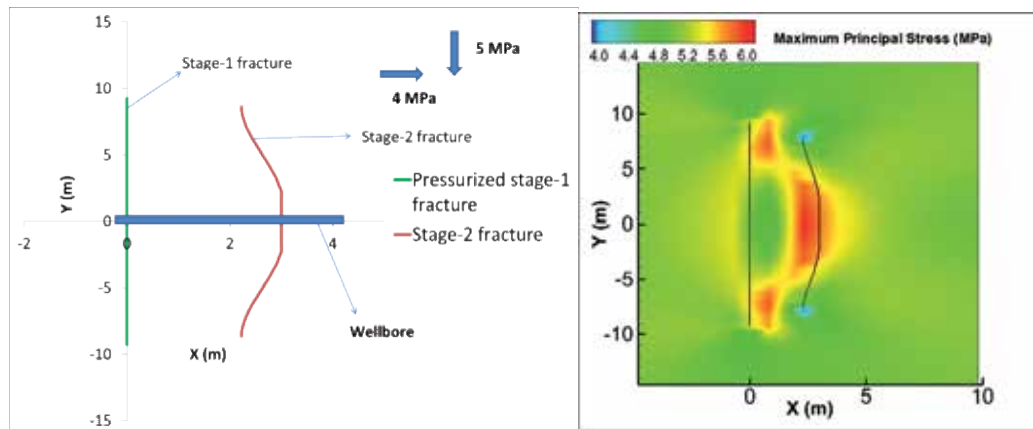 15
10
5
0
-5
-10
-15
-2
0
2
4
Y (m)
X (m)
Stage-1 fracture
Stage-2 fracture
5 MPa
4 MPa
Pressurized stage-1
fracture
Stage-2 fracture
Wellbore
Maximum Principal Stress (MPa)
4.0 4.4 4.8 5.2 5.6 6.0
10
5
0
-5
-10
Y (m)
0 5 10
X (m)